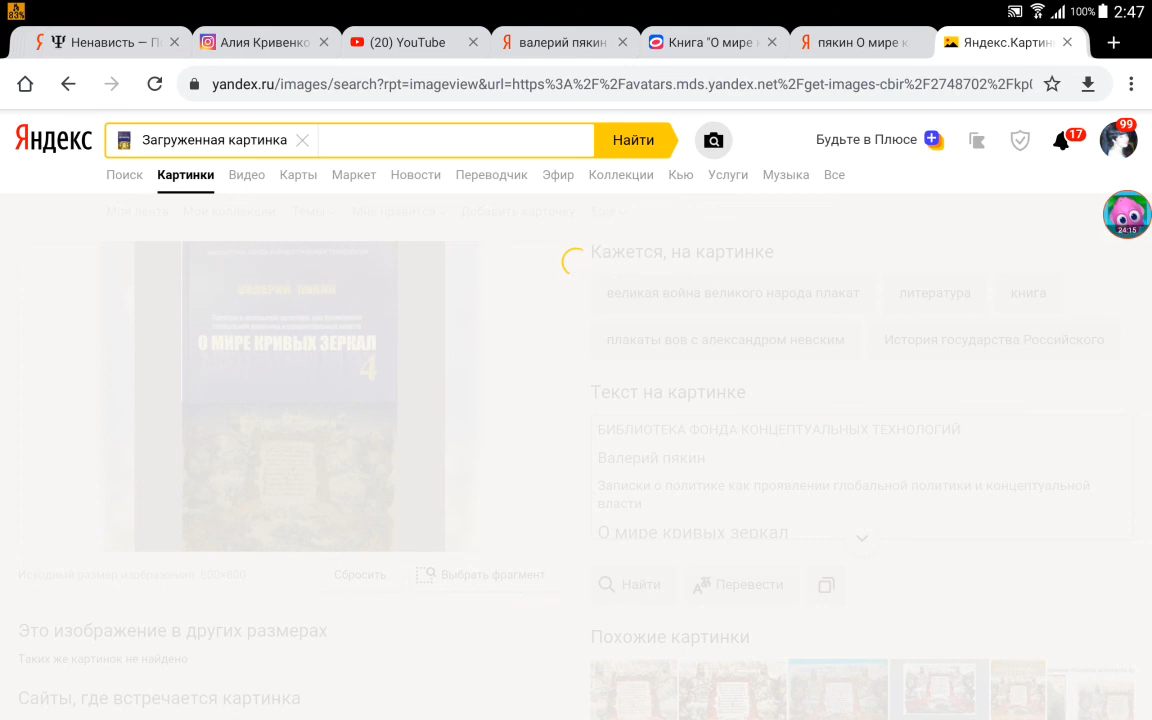 83%
100%
2:47
Ненависть — П
Алия Кривенко
(20) YouTube
валерий пякин
Книга "О мире к
пякин О мире к
Яндекс.Картин
yandex.ru/images/search?rpt=imageview&url=https%3A%2F%2Favatars.mds.yandex.net%2Fget-images-cbir%2F2748702%2Fkp
Яндекс
Загруженная картинка
Найти
Будьте в Плюсе
17
99
Поиск
Картинки
Видео
Карты
Маркет
Новости
Переводчик
Эфир
Коллекции
Кью
Услуги
Музыка
Все
24:15
Моя лента
Мои коллекции
Темы
Мне нравится
Добавить карточку
Ещё
ВАЛЕРИЙ ПЯКИН
О МИРЕ КРИВЫХ ЗЕРКАЛ
4
Исходный размер изображения: 800×800
Сбросить
Выбрать фрагмент
Это изображение в других размерах
Таких же картинок не найдено
Сайты, где встречается картинка
Кажется, на картинке
великая война великого народа плакат
литература
книга
плакаты вов с александром невским
История государства Российского
Текст на картинке
БИБЛИОТЕКА ФОНДА КОНЦЕПТУАЛЬНЫХ ТЕХНОЛОГИЙ
Валерий пякин
Записки о политике как проявлении глобальной политики и концептуальной
власти
О мире кривых зеркал
Найти
Перевести
Похожие картинки